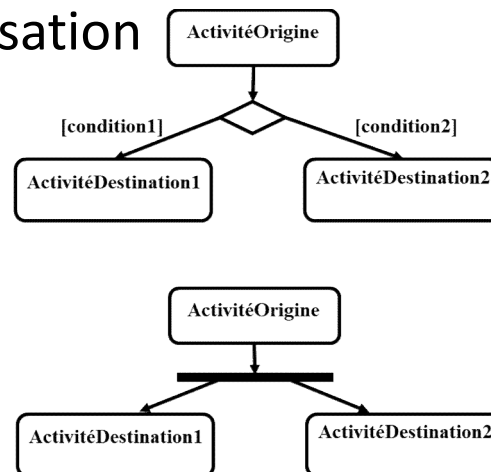 sation
ActivitéOrigine
[condition1]
[condition2]
ActivitéDestination1
ActivitéDestination2
ActivitéOrigine
ActivitéDestination1
ActivitéDestination2